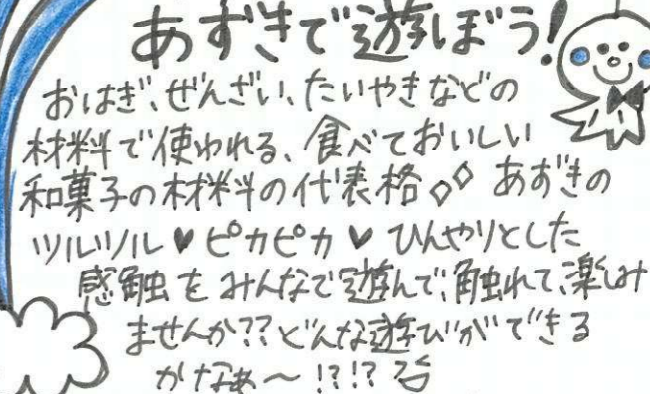 あずきで遊ぼう!
おはぎ、ぜんざい、たいやきなどの
材料で使われる、食べておいしい
和菓子の材料の代表格 あずきの
ツルツル♥ピカピカ♥ひんやりとした
感触をみんなで遊んで、触れて、楽しみ
ませんか??どんな遊びができる
かなぁ〜!?!?